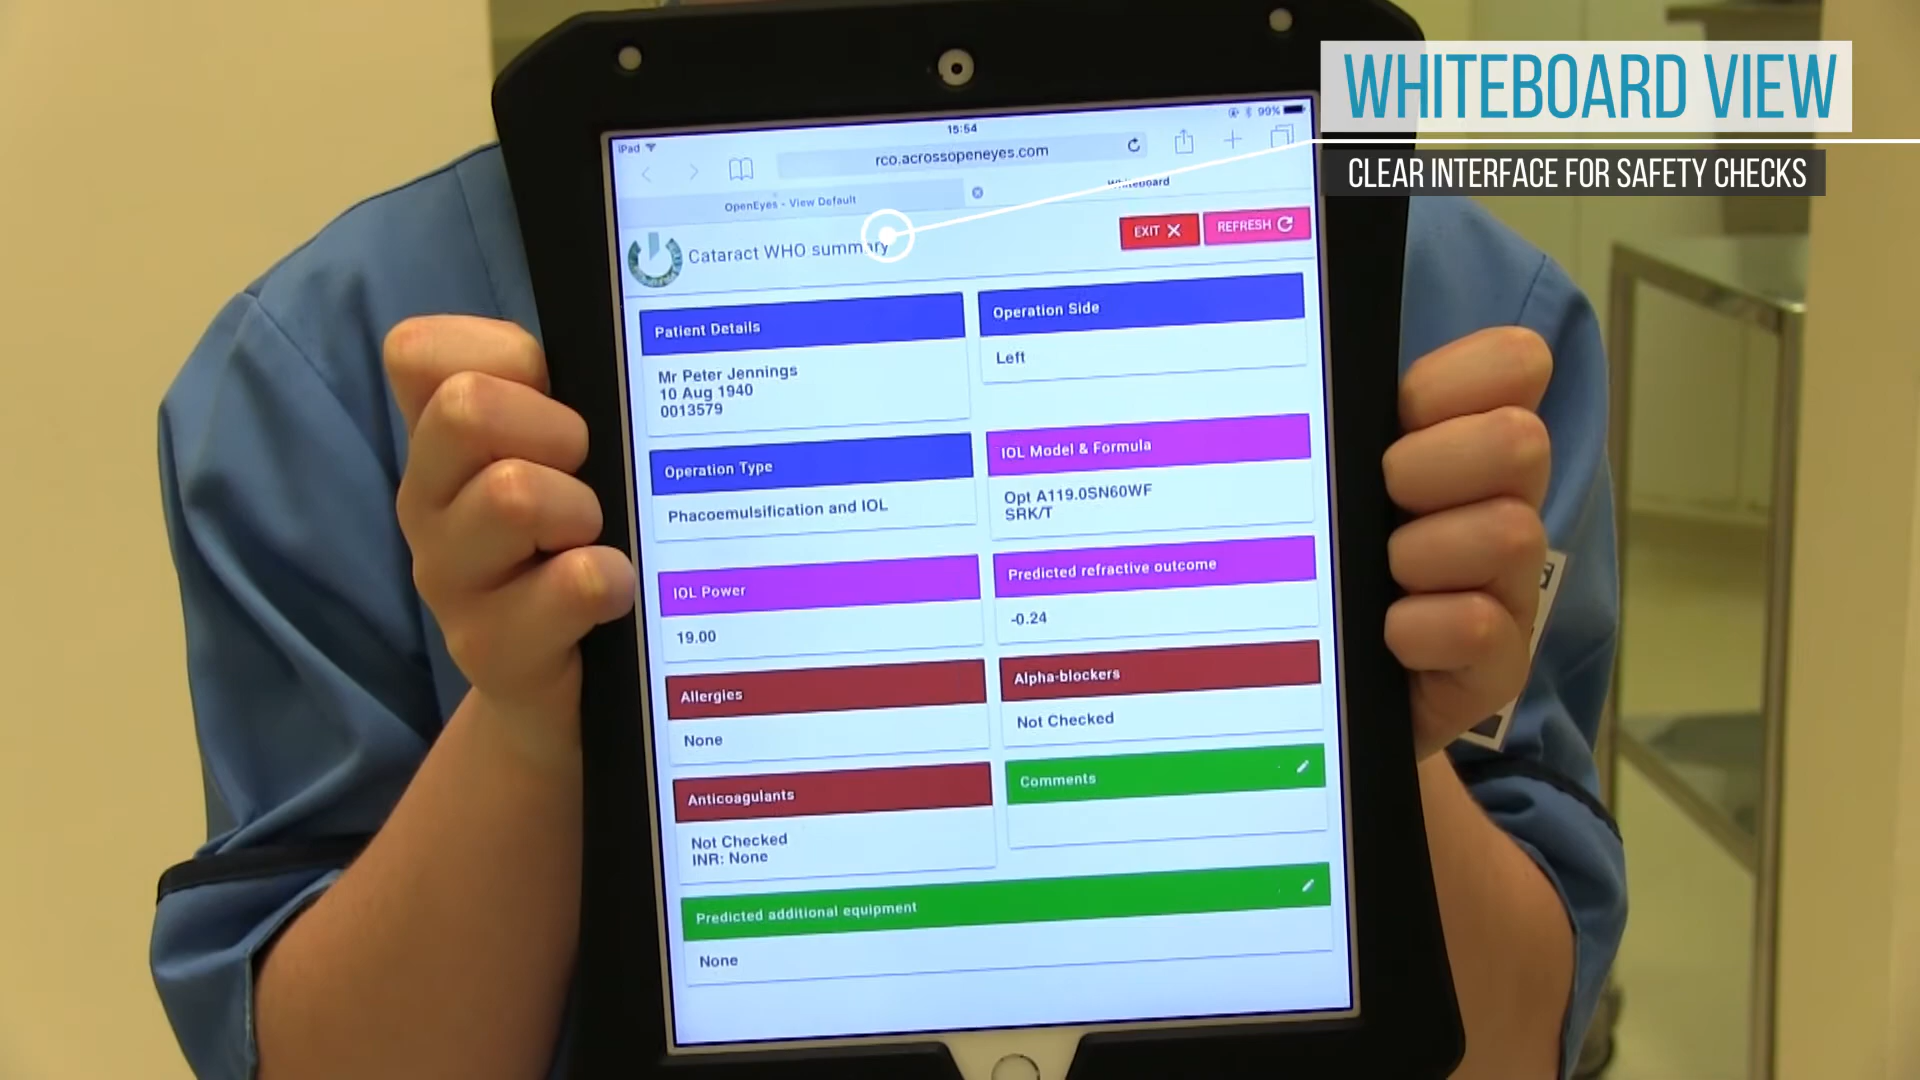 WHITEBOARD VIEW
CLEAR INTERFACE FOR SAFETY CHECKS
iPad
15:54
99%
rco.acrossopeneyes.com
OpenEyes - View Default
Whiteboard
Cataract WHO summary
EXIT
REFRESH
Patient Details
Mr Peter Jennings
10 Aug 1940
0013579
Operation Side
Left
Operation Type
Phacoemulsification and IOL
IOL Model & Formula
Opt A119.0SN60WF
SRK/T
IOL Power
19.00
Predicted refractive outcome
-0.24
Allergies
None
Alpha-blockers
Not Checked
Anticoagulants
Not Checked
INR: None
Comments
Predicted additional equipment
None